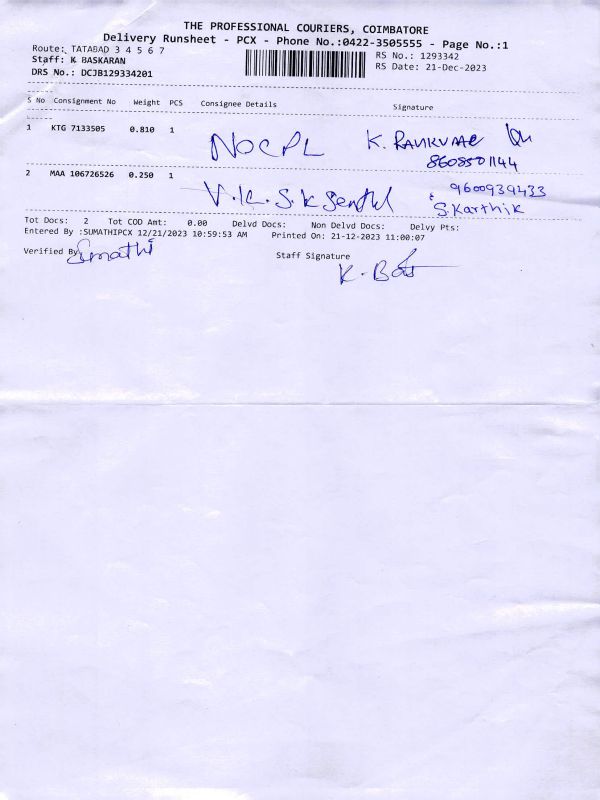 THE PROFESSIONAL COURIERS, COIMBATORE
Delivery Runsheet - PCX - Phone No.:0422-3505555 - Page No.:1
Route: TATABAD 3 4 5 6 7 RS No.: 1293342
Staff: K BASKARAN RS Date: 21-Dec-2023
DRS No.: DCJB129334201
S No Consignment No Weight PCS Consignee Details Signature
1 KTG 7133505 0.810 1 NOCPL K.
2 MAA 106726526 0.250 1 V.K. S.K 9600939433
S.Karthik
Tot Docs: 2 Tot COD Amt: 0.00 Delvd Docs: Non Delvd Docs: Delvy Pts:
Entered By :SUMATHIPCX 12/21/2023 10:59:53 AM Printed On: 21-12-2023 11:00:07
Verified By Sumathi Staff Signature